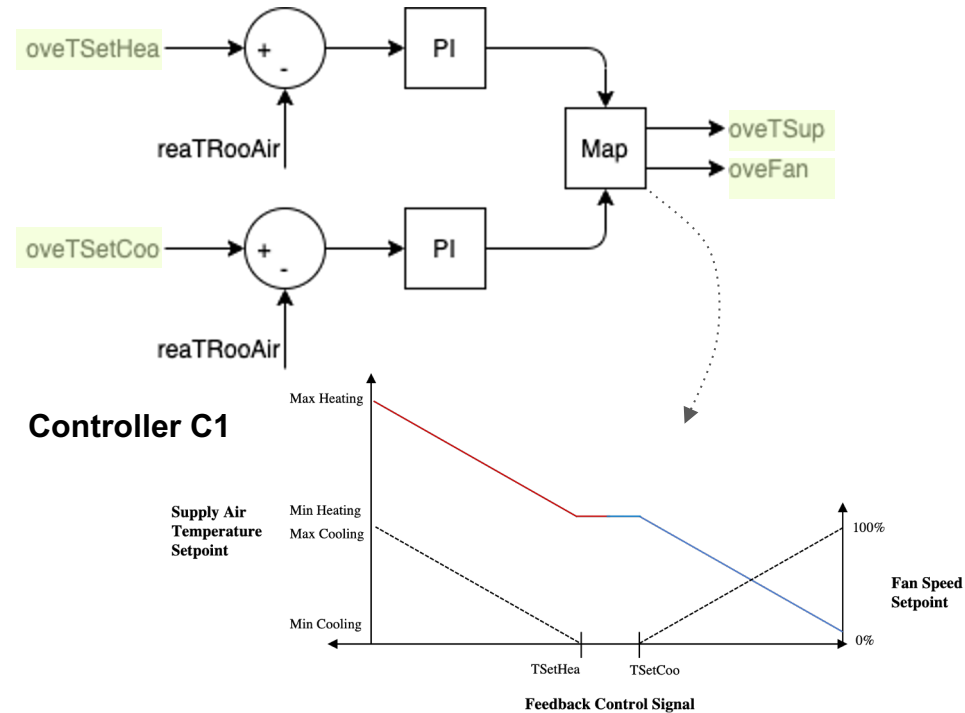 oveTSetHea
+
-
PI
reaTRooAir
Map
oveTSup
oveFan
oveTSetCoo
+
-
PI
reaTRooAir
Controller C1
Max Heating
Supply Air
Temperature
Setpoint
Min Heating
Max Cooling
Min Cooling
100%
Fan Speed
Setpoint
0%
TSetHea
TSetCoo
Feedback Control Signal